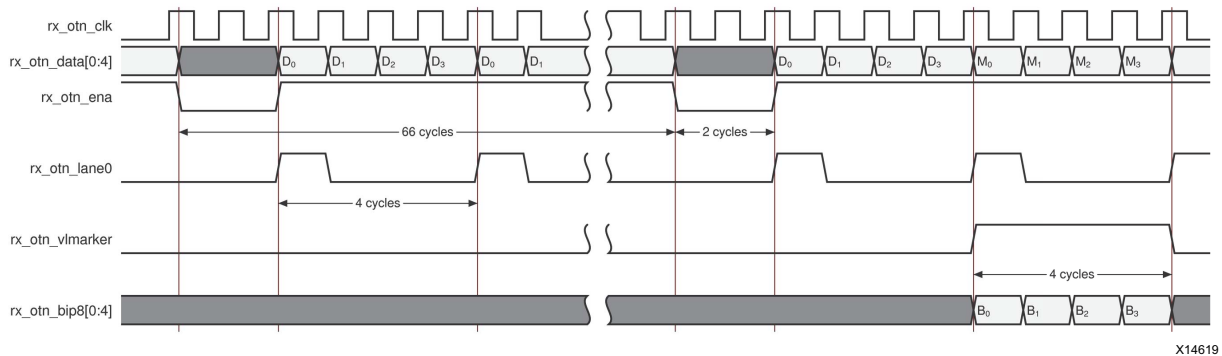 rx_otn_clk
rx_otn_data[0:4] D0 D1 D2 D3 D0 D1 D0 D1 D2 D3 M0 M1 M2 M3
rx_otn_ena
66 cycles 2 cycles
rx_otn_lane0
4 cycles
rx_otn_vlmarker
4 cycles
rx_otn_bip8[0:4] B0 B1 B2 B3
X14619